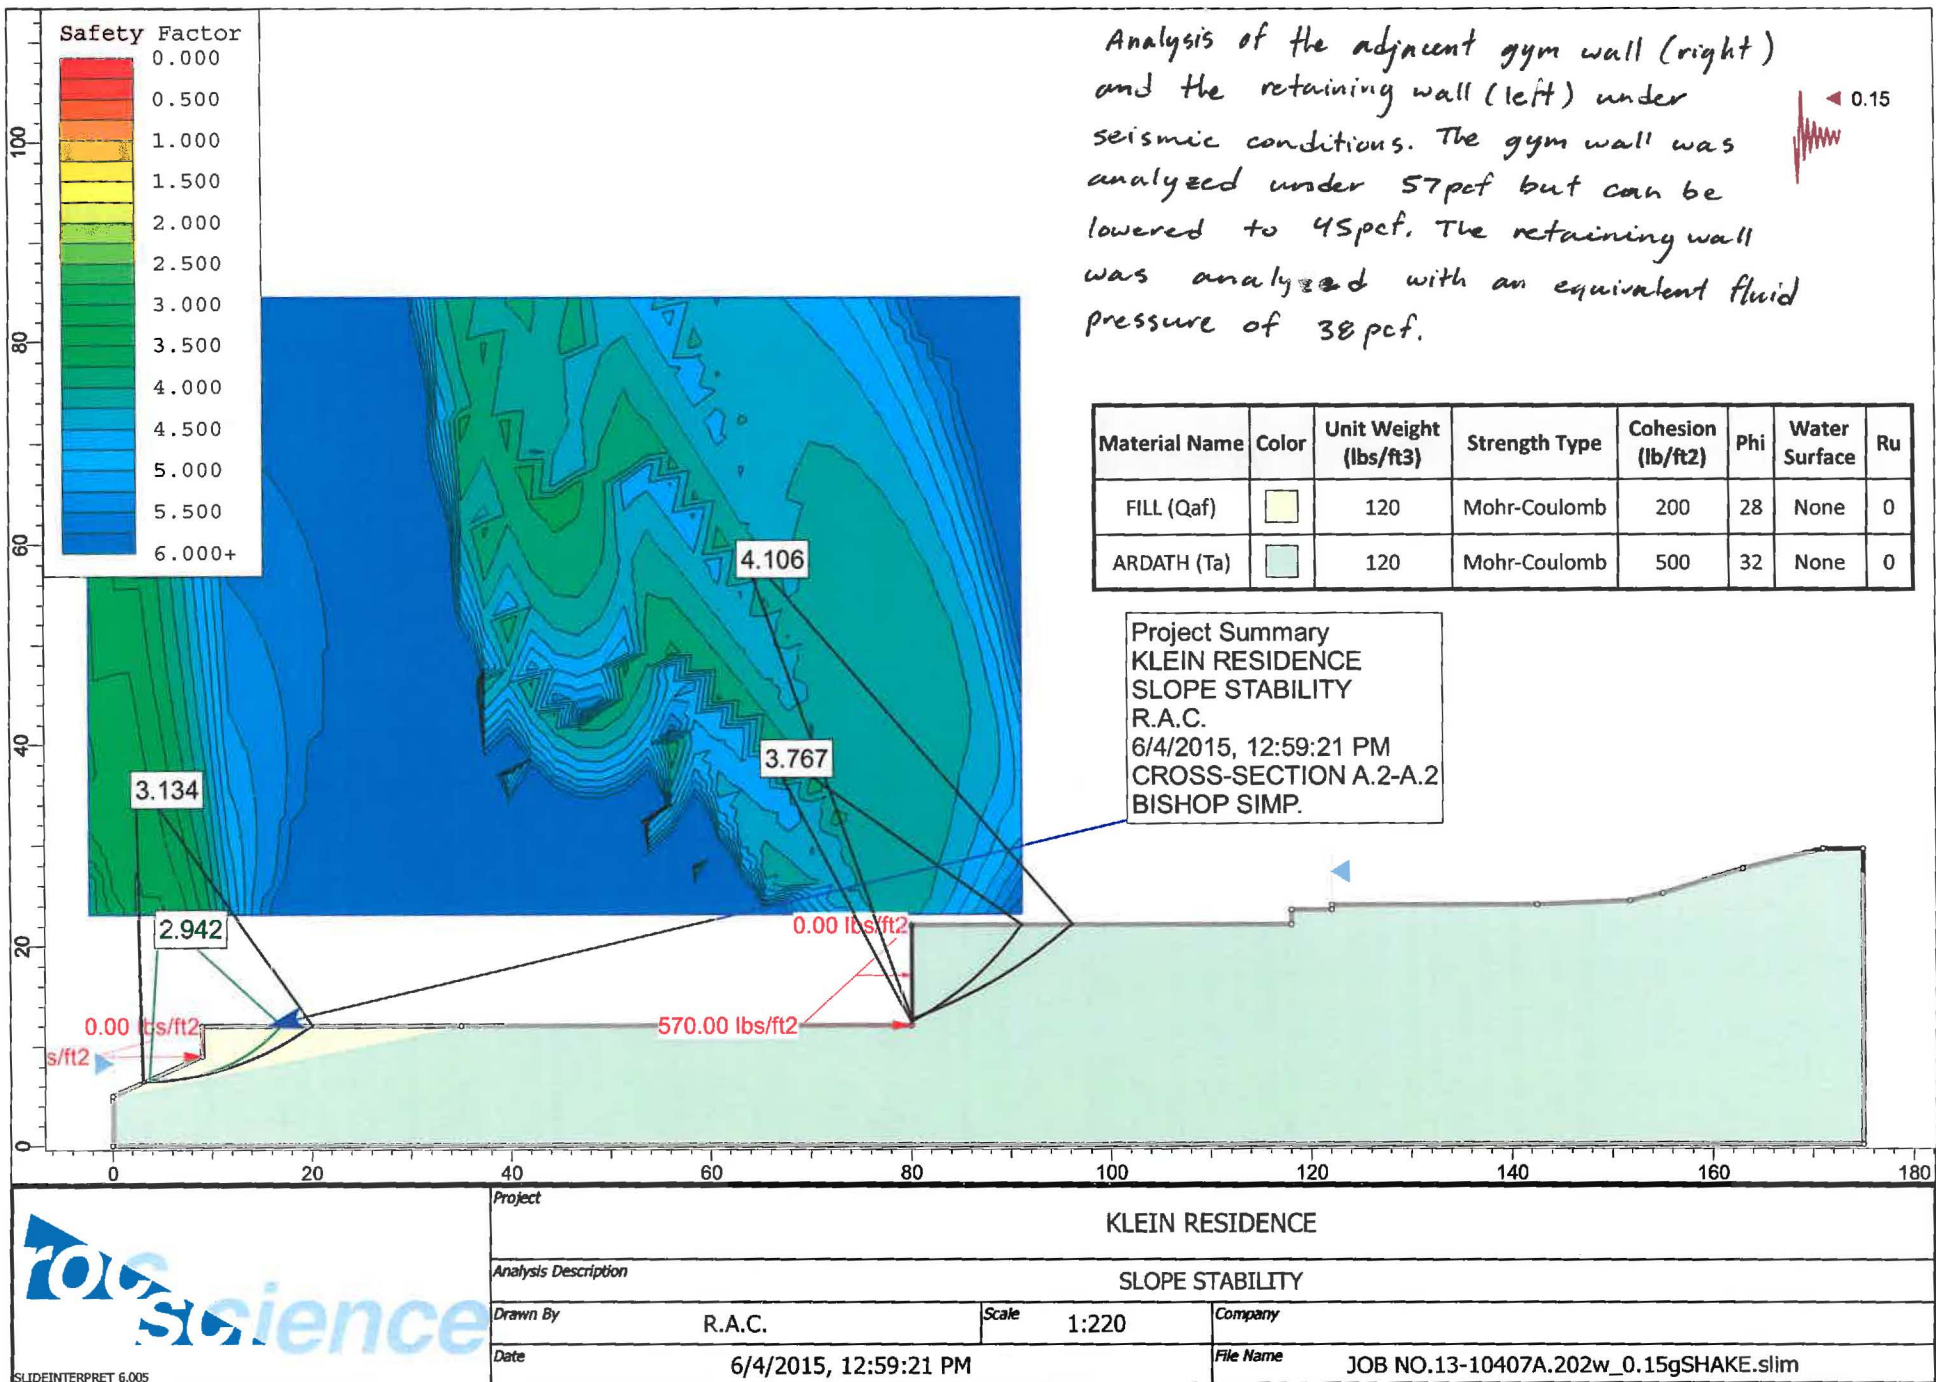 Safety Factor
0.000
0.500
1.000
1.500
2.000
2.500
3.000
3.500
4.000
4.500
5.000
5.500
6.000+
Analysis of the adjacent gym wall (right)
and the retaining wall (left) under
seismic conditions. The gym wall was
analyzed under 57pcf but can be
lowered to 45pcf. The retaining wall
was analyzed with an equivalent fluid
pressure of 38 pcf.
0.15
Material Name Color Unit Weight (lbs/ft3) Strength Type Cohesion (lb/ft2) Phi Water Surface Ru
FILL (Qaf) 120 Mohr-Coulomb 200 28 None 0
ARDATH (Ta) 120 Mohr-Coulomb 500 32 None 0
Project Summary
KLEIN RESIDENCE
SLOPE STABILITY
R.A.C.
6/4/2015, 12:59:21 PM
CROSS-SECTION A.2-A.2
BISHOP SIMP.
4.106
3.767
3.134
2.942
0.00 lbs/ft2
570.00 lbs/ft2
0.00 lbs/ft2
s/ft2
100
80
60
40
20
0
0 20 40 60 80 100 120 140 160 180
rocscience
SLIDEINTERPRET 6.005
Project
KLEIN RESIDENCE
Analysis Description
SLOPE STABILITY
Drawn By R.A.C. Scale 1:220 Company
Date 6/4/2015, 12:59:21 PM File Name JOB NO.13-10407A.202w_0.15gSHAKE.slim